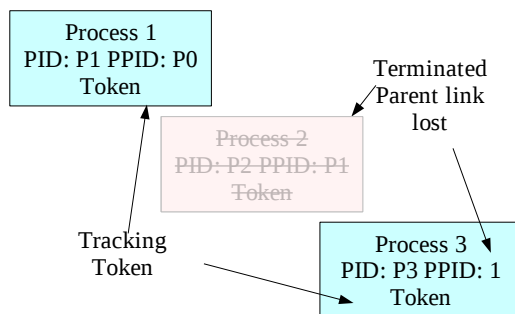 Process 1
PID: P1 PPID: P0
Token
Terminated
Parent link
lost
Process 2
PID: P2 PPID: P1
Token
Tracking
Token
Process 3
PID: P3 PPID: 1
Token